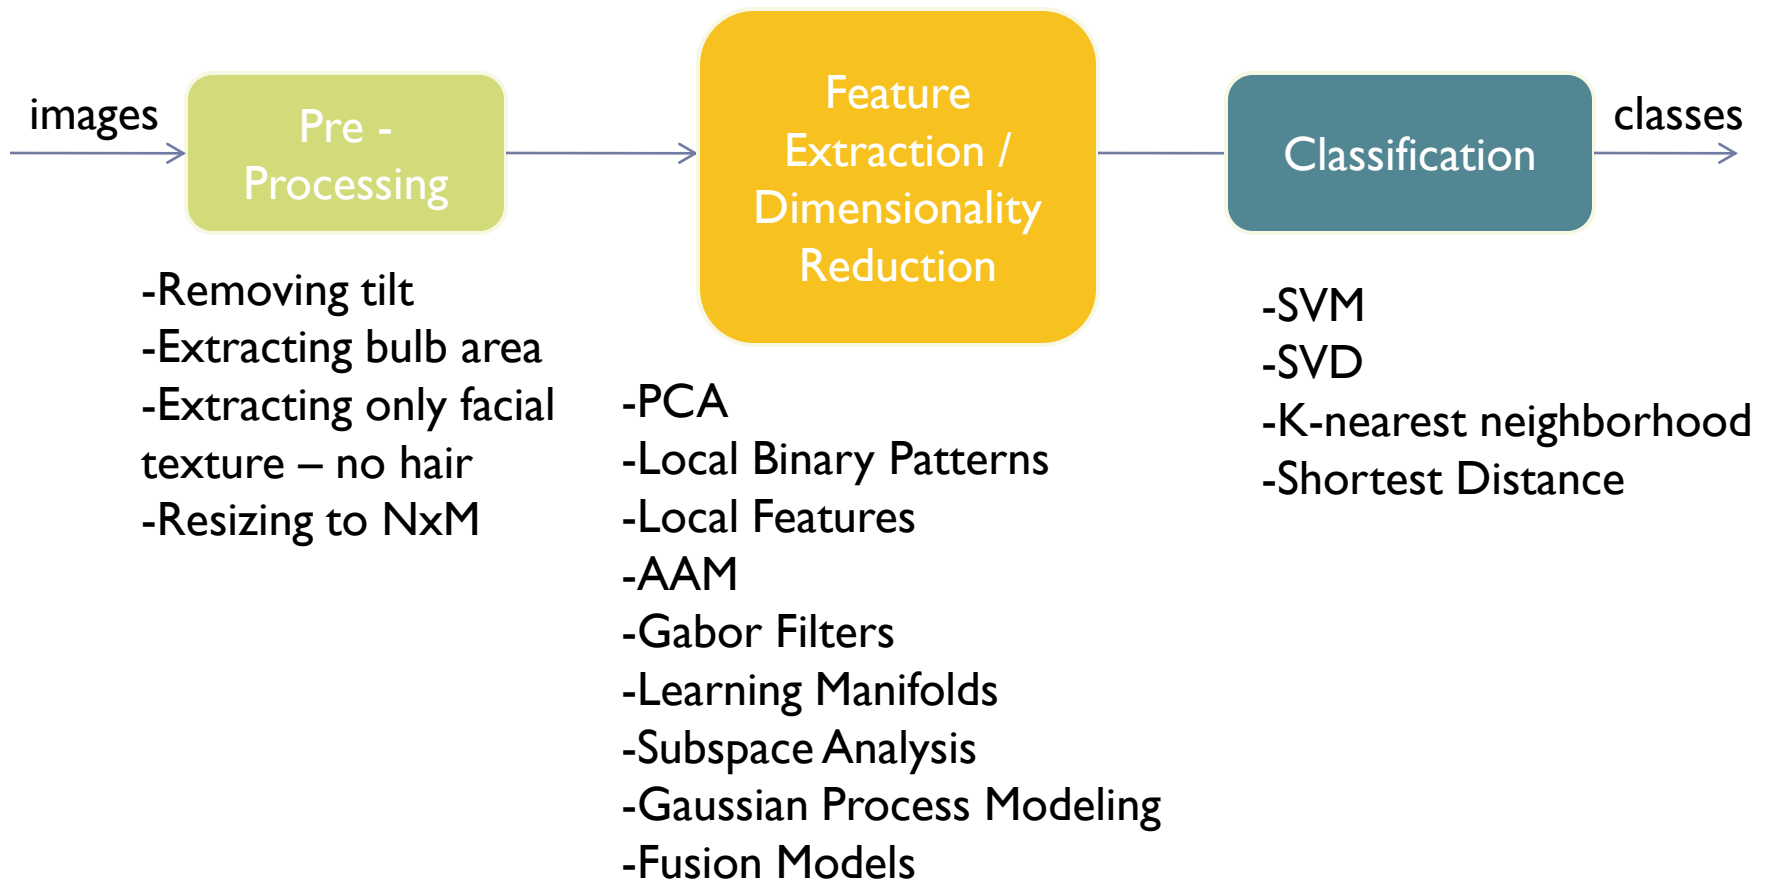 images
Pre -
Processing
Feature
Extraction /
Dimensionality
Reduction
Classification
classes
-Removing tilt
-Extracting bulb area
-Extracting only facial
texture – no hair
-Resizing to NxM
-PCA
-Local Binary Patterns
-Local Features
-AAM
-Gabor Filters
-Learning Manifolds
-Subspace Analysis
-Gaussian Process Modeling
-Fusion Models
-SVM
-SVD
-K-nearest neighborhood
-Shortest Distance